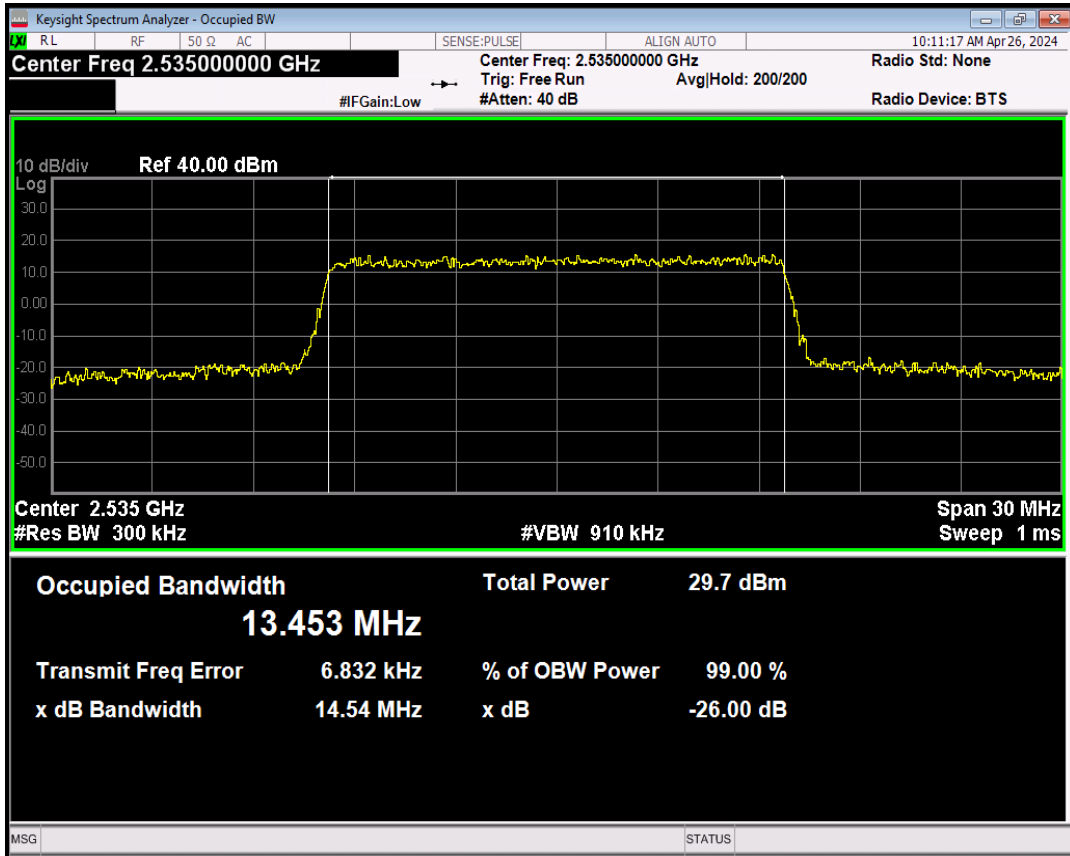 Keysight Spectrum Analyzer - Occupied BW
LXI RL RF 50 Ω AC SENSE:PULSE ALIGN AUTO 10:11:17 AM Apr 26, 2024
Center Freq 2.535000000 GHz Center Freq: 2.535000000 GHz Radio Std: None
Trig: Free Run Avg|Hold: 200/200
#IFGain:Low #Atten: 40 dB Radio Device: BTS
10 dB/div Ref 40.00 dBm
Log
30.0
20.0
10.0
0.00
-10.0
-20.0
-30.0
-40.0
-50.0
Center 2.535 GHz Span 30 MHz
#Res BW 300 kHz #VBW 910 kHz Sweep 1 ms
Occupied Bandwidth Total Power 29.7 dBm
13.453 MHz
Transmit Freq Error 6.832 kHz % of OBW Power 99.00 %
x dB Bandwidth 14.54 MHz x dB -26.00 dB
MSG STATUS